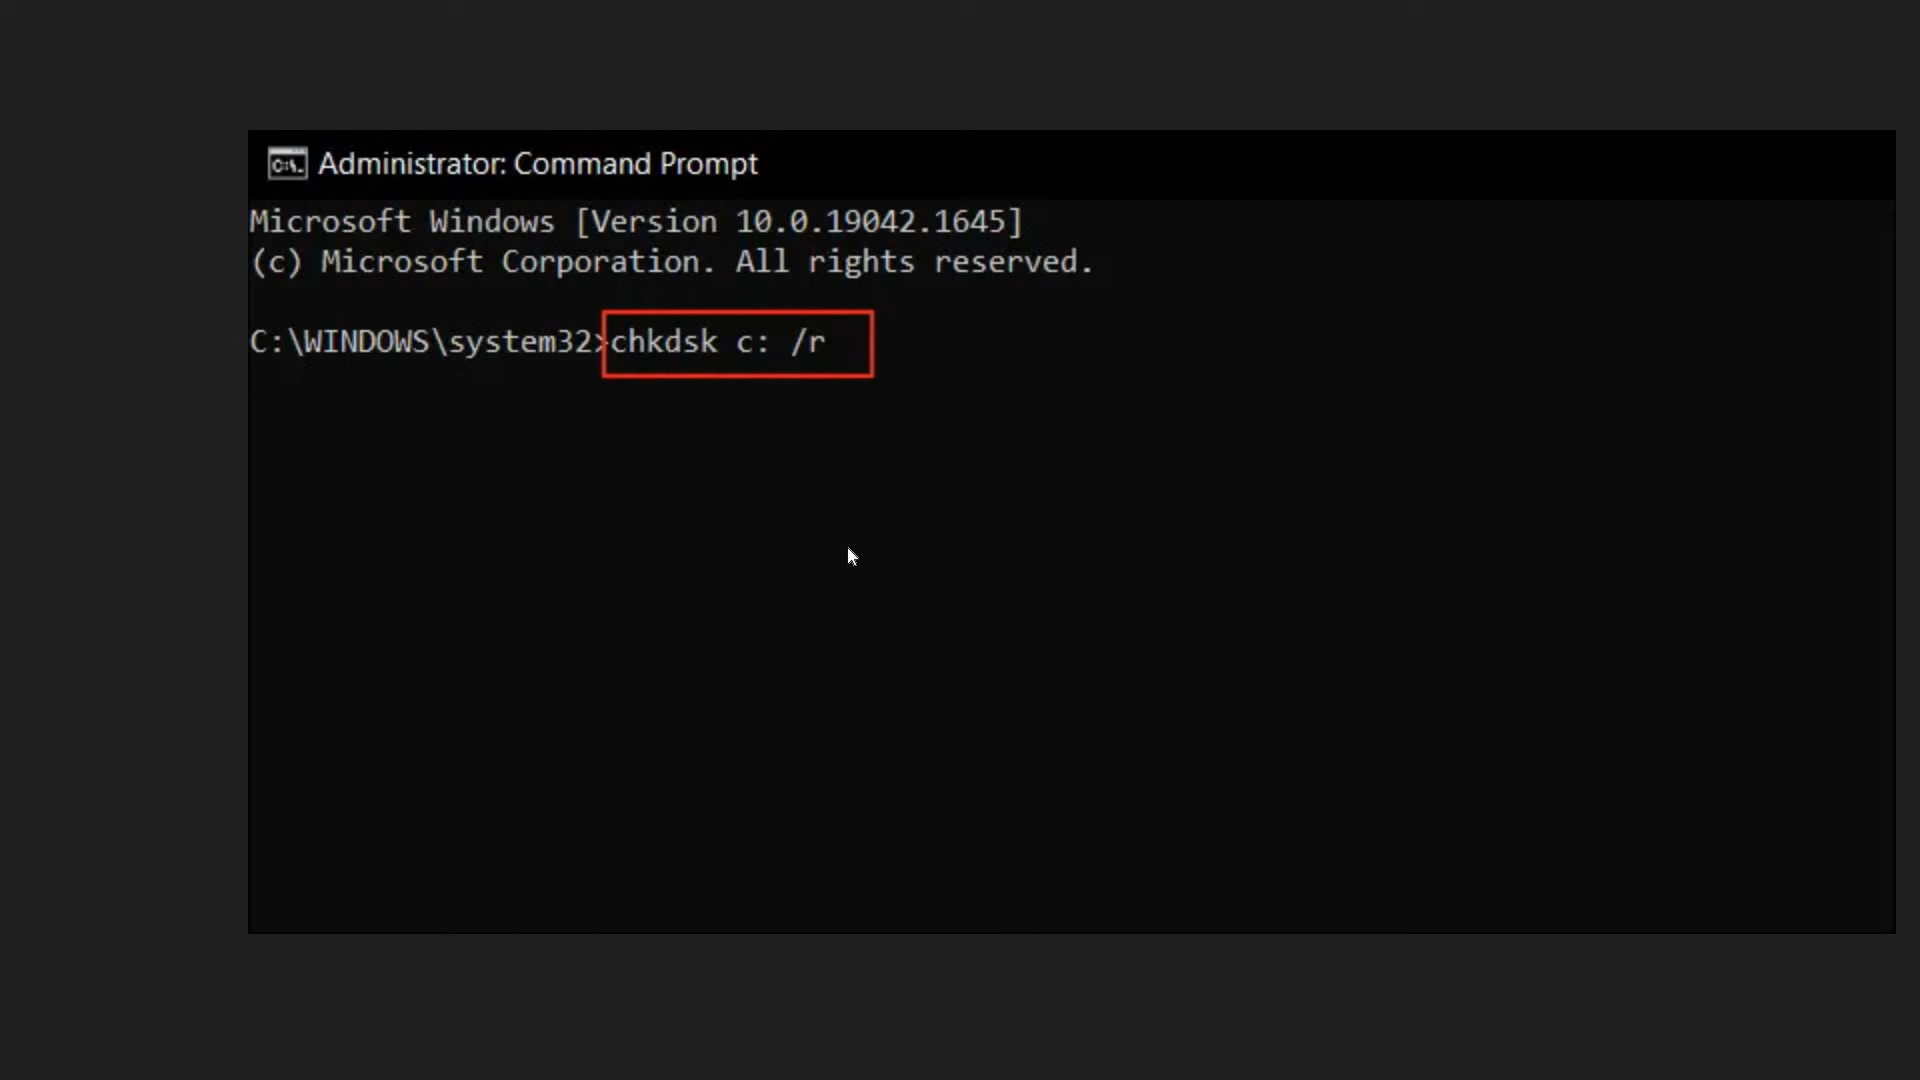 Administrator: Command Prompt
Microsoft Windows [Version 10.0.19042.1645]
(c) Microsoft Corporation. All rights reserved.
C:\WINDOWS\system32>chkdsk c: /r